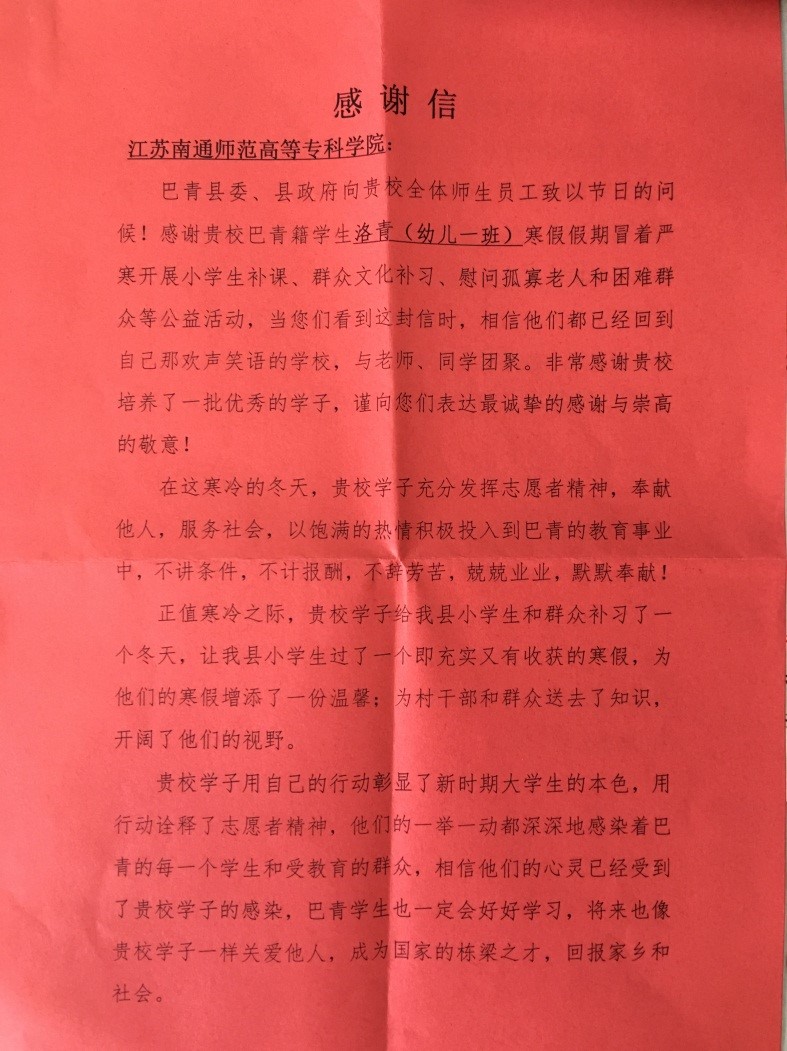 感谢信
江苏南通师范高等专科学院：
巴青县委、县政府向贵校全体师生员工致以节日的问
候！感谢贵校巴青籍学生洛青（幼儿一班）寒假假期冒着严
寒开展小学生补课、群众文化补习、慰问孤寡老人和困难群
众等公益活动，当您们看到这封信时，相信他们都已经回到
自己那欢声笑语的学校，与老师、同学团聚。非常感谢贵校
培养了一批优秀的学子，谨向您们表达最诚挚的感谢与崇高
的敬意！
在这寒冷的冬天，贵校学子充分发挥志愿者精神，奉献
他人，服务社会，以饱满的热情积极投入到巴青的教育事业
中，不讲条件，不计报酬，不辞劳苦，兢兢业业，默默奉献！
正值寒冷之际，贵校学子给我县小学生和群众补习了一
个冬天，让我县小学生过了一个即充实又有收获的寒假，为
他们的寒假增添了一份温馨；为村干部和群众送去了知识，
开阔了他们的视野。
贵校学子用自己的行动彰显了新时期大学生的本色，用
行动诠释了志愿者精神，他们的一举一动都深深地感染着巴
青的每一个学生和受教育的群众，相信他们的心灵已经受到
了贵校学子的感染，巴青学生也一定会好好学习，将来也像
贵校学子一样关爱他人，成为国家的栋梁之才，回报家乡和
社会。